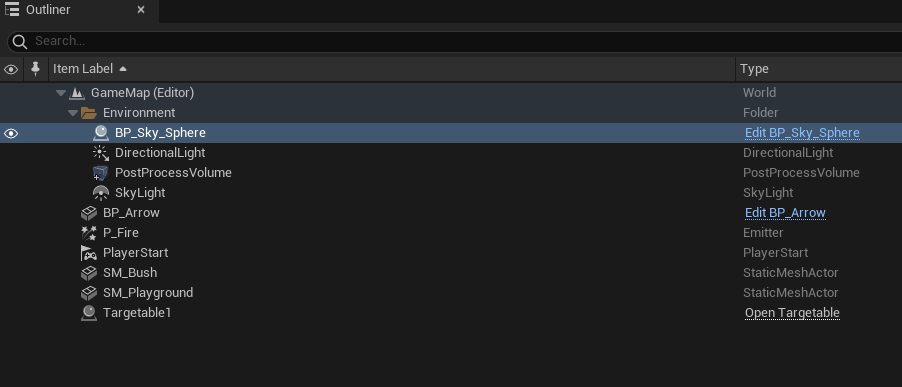 Outliner
Search...
Item Label Type
GameMap (Editor) World
Environment Folder
BP_Sky_Sphere Edit BP_Sky_Sphere
DirectionalLight DirectionalLight
PostProcessVolume PostProcessVolume
SkyLight SkyLight
BP_Arrow Edit BP_Arrow
P_Fire Emitter
PlayerStart PlayerStart
SM_Bush StaticMeshActor
SM_Playground StaticMeshActor
Targetable1 Open Targetable